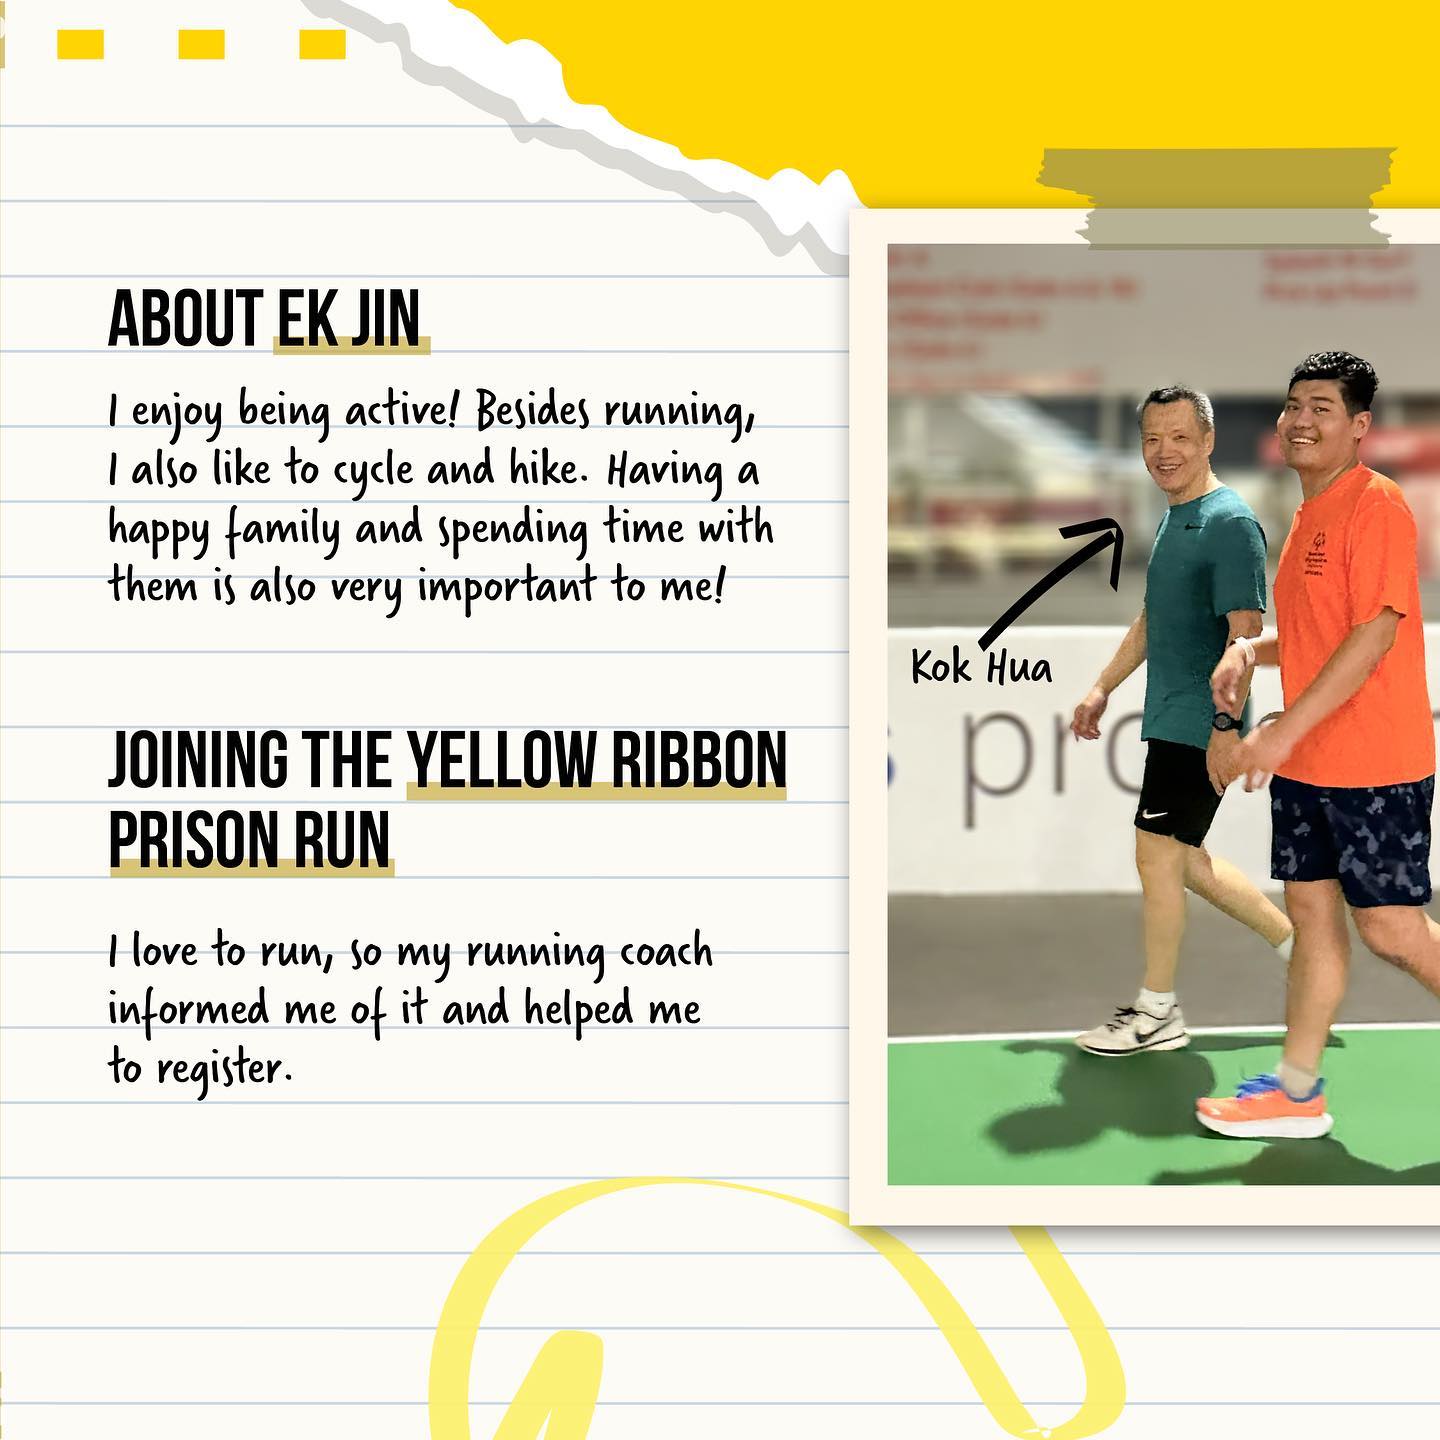 ABOUT EK JIN
I enjoy being active! Besides running,
I also like to cycle and hike. Having a
happy family and spending time with
them is also very important to me!
JOINING THE YELLOW RIBBON
PRISON RUN
I love to run, so my running coach
informed me of it and helped me
to register.
Kok Hua
s pro